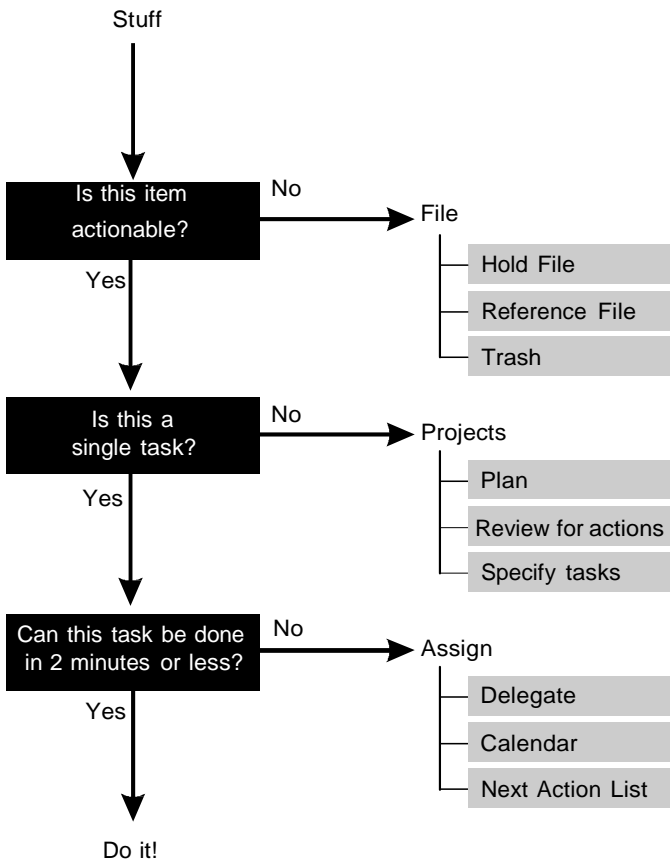 Stuff
Is this item
actionable?
No
File
Hold File
Reference File
Trash
Yes
Is this a
single task?
No
Projects
Plan
Review for actions
Specify tasks
Yes
Can this task be done
in 2 minutes or less?
No
Assign
Delegate
Calendar
Next Action List
Yes
Do it!